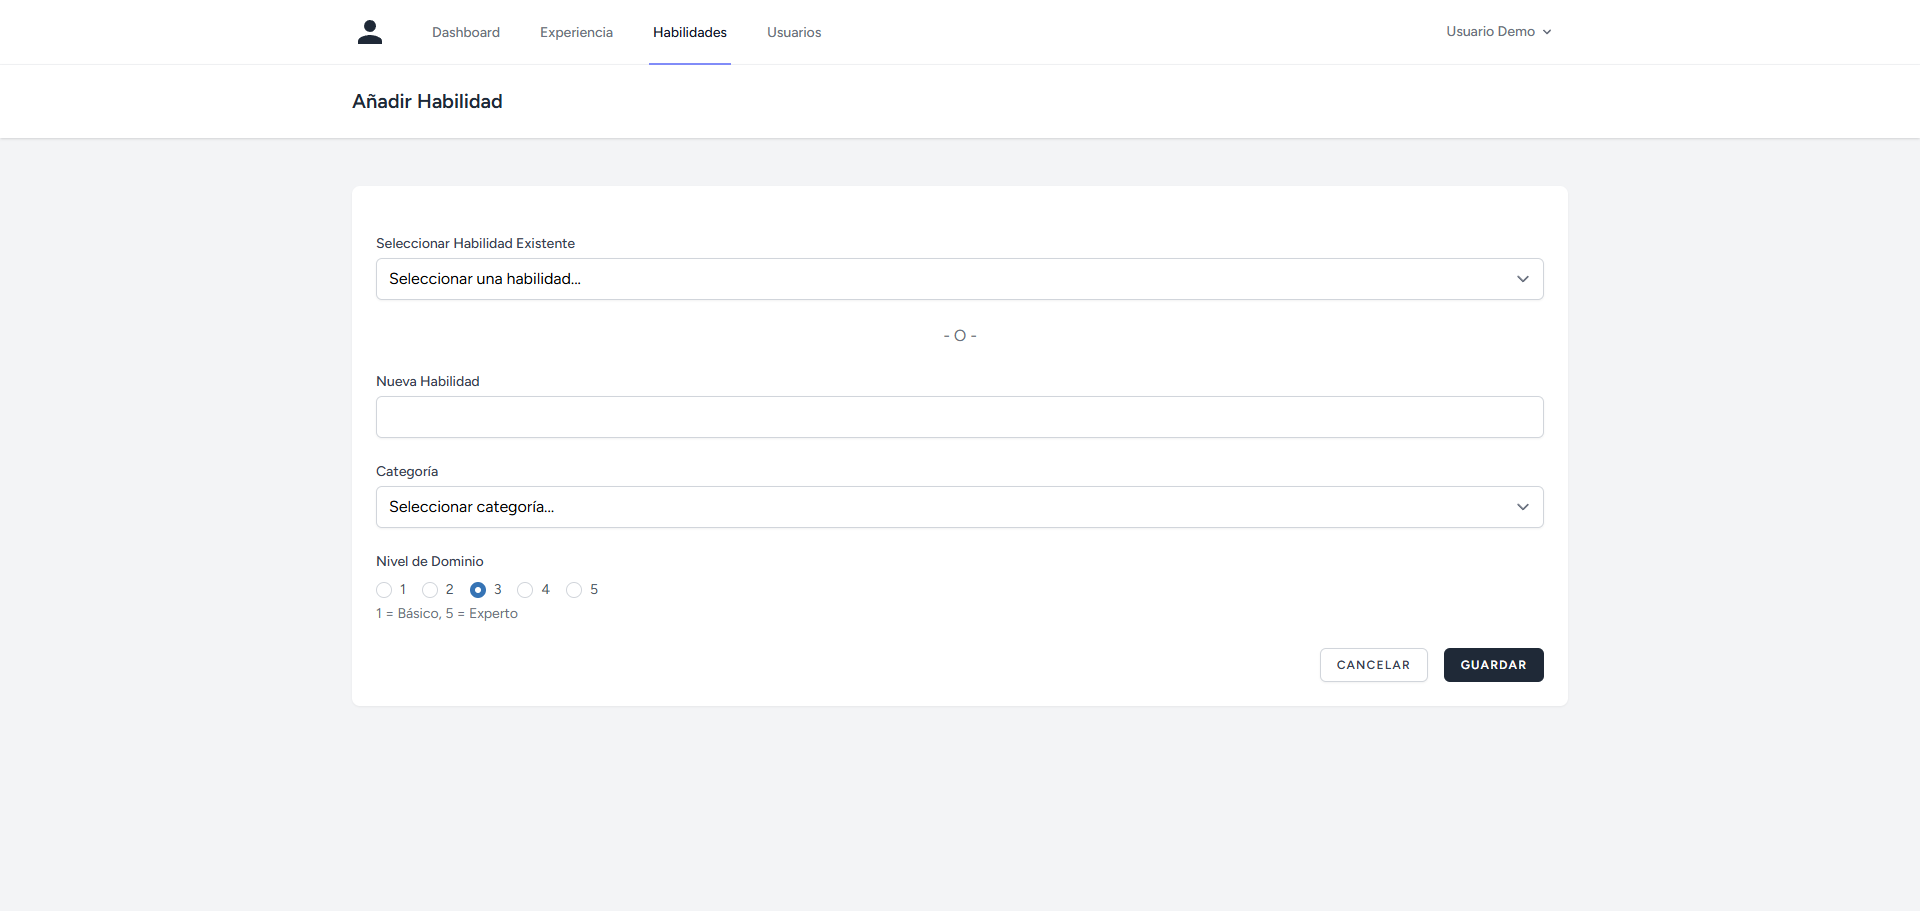 Dashboard Experiencia Habilidades Usuarios Usuario Demo
Añadir Habilidad
Seleccionar Habilidad Existente
Seleccionar una habilidad...
- O -
Nueva Habilidad
Categoría
Seleccionar categoría...
Nivel de Dominio
1 2 3 4 5
1 = Básico, 5 = Experto
CANCELAR GUARDAR